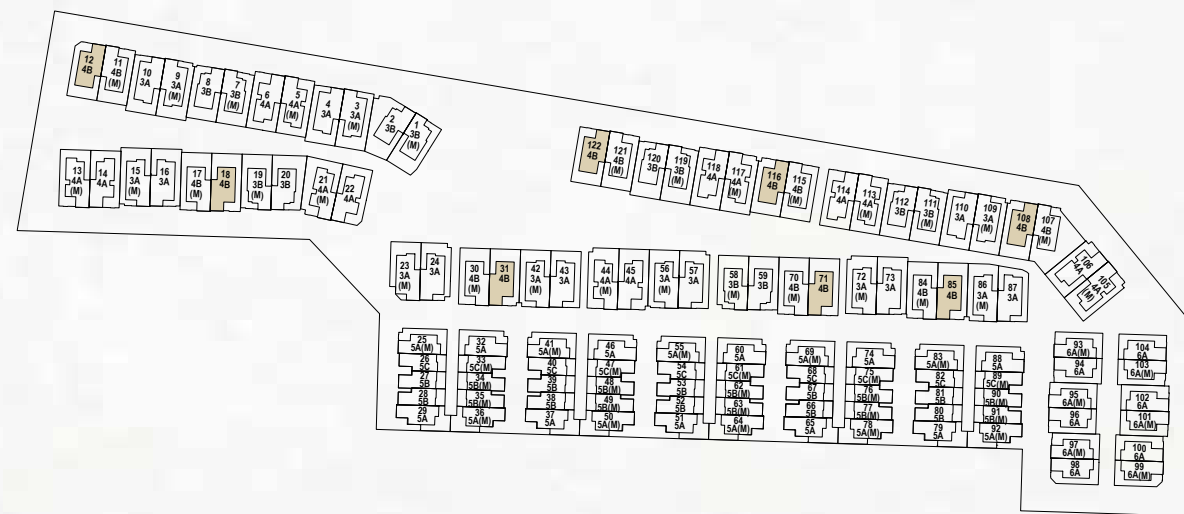 12
4B
11
4B
(M)
10
3A
9
3A
(M)
8
3B
7
3B
(M)
6
4A
5
4A
(M)
4
3A
3
3A
(M)
2
3B
1
3B
(M)
13
4A
(M)
14
4A
15
3A
(M)
16
3A
17
4B
(M)
18
4B
19
3B
(M)
20
3B
21
4A
(M)
22
4A
122
4B
121
4B
(M)
120
3B
119
3B
(M)
118
4A
117
4A
(M)
116
4B
115
4B
(M)
114
4A
113
4A
(M)
112
3B
111
3B
(M)
110
3A
109
3A
(M)
108
4B
107
4B
(M)
106
4A
105
4A
(M)
23
3A
(M)
24
3A
30
4B
(M)
31
4B
42
3A
(M)
43
3A
44
4A
(M)
45
4A
56
3A
(M)
57
3A
58
3B
(M)
59
3B
70
4B
(M)
71
4B
72
3A
(M)
73
3A
84
4B
(M)
85
4B
86
3A
(M)
87
3A
25
5A(M)
26
5C
27
5B
28
5B
29
5A
32
5A
33
5C(M)
34
5B(M)
35
5B(M)
36
5A(M)
41
5A(M)
40
5C
39
5B
38
5B
37
5A
46
5A
47
5C(M)
48
5B(M)
49
5B(M)
50
5A(M)
55
5A(M)
54
5C
53
5B
52
5B
51
5A
60
5A
61
5C(M)
62
5B(M)
63
5B(M)
64
5A(M)
69
5A(M)
68
5C
67
5B
66
5B
65
5A
74
5A
75
5C(M)
76
5B(M)
77
5B(M)
78
5A(M)
83
5A(M)
82
5C
81
5B
80
5B
79
5A
88
5A
89
5C(M)
90
5B(M)
91
5B(M)
92
5A(M)
93
6A(M)
94
6A
95
6A(M)
96
6A
97
6A(M)
98
6A
104
6A
103
6A(M)
102
6A
101
6A(M)
100
6A
99
6A(M)